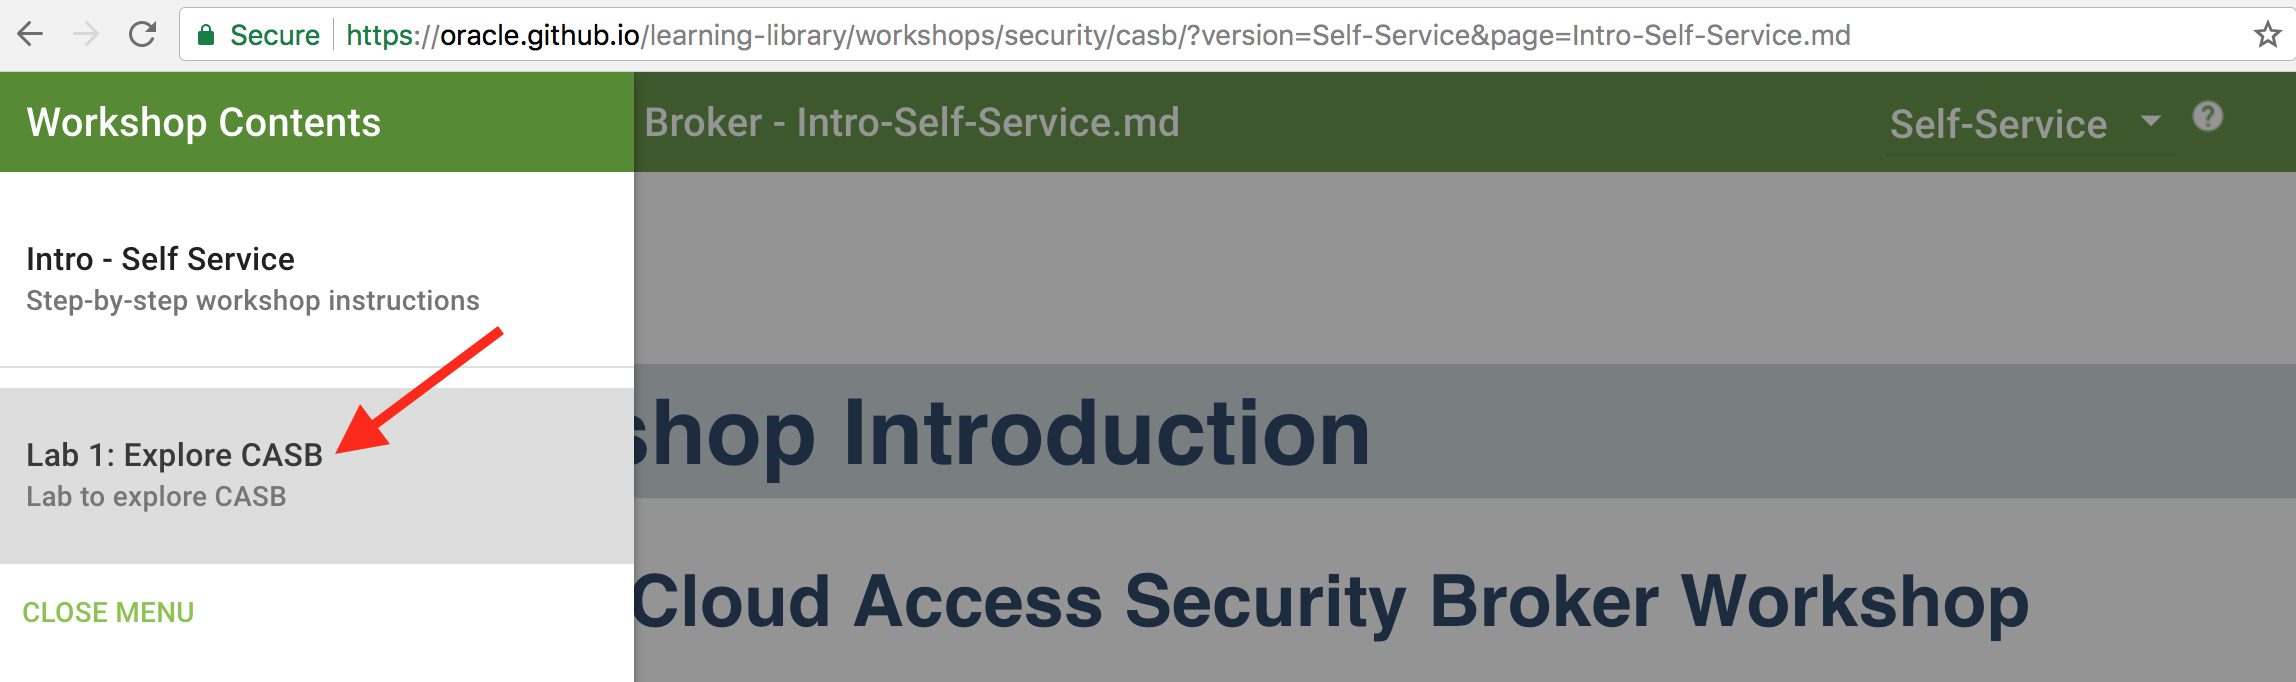 Secure https://oracle.github.io/learning-library/workshops/security/casb/?version=Self-Service&page=Intro-Self-Service.md
Workshop Contents
Broker - Intro-Self-Service.md
Self-Service
?
Intro - Self Service
Step-by-step workshop instructions
Lab 1: Explore CASB
Lab to explore CASB
CLOSE MENU
shop Introduction
Cloud Access Security Broker Workshop